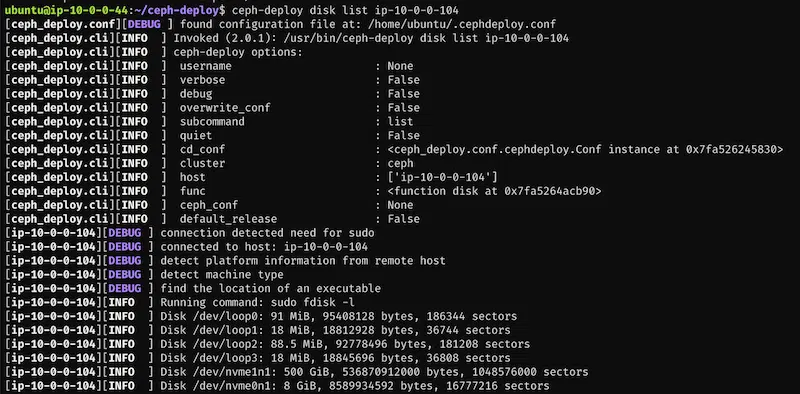 ubuntu@ip-10-0-0-44:~/ceph-deploy$ ceph-deploy disk list ip-10-0-0-104
[ceph_deploy.conf][DEBUG ] found configuration file at: /home/ubuntu/.cephdeploy.conf
[ceph_deploy.cli][INFO  ] Invoked (2.0.1): /usr/bin/ceph-deploy disk list ip-10-0-0-104
[ceph_deploy.cli][INFO  ] ceph-deploy options:
[ceph_deploy.cli][INFO  ]  username                      : None
[ceph_deploy.cli][INFO  ]  verbose                       : False
[ceph_deploy.cli][INFO  ]  debug                         : False
[ceph_deploy.cli][INFO  ]  overwrite_conf                : False
[ceph_deploy.cli][INFO  ]  subcommand                    : list
[ceph_deploy.cli][INFO  ]  quiet                         : False
[ceph_deploy.cli][INFO  ]  cd_conf                       : <ceph_deploy.conf.cephdeploy.Conf instance at 0x7fa526245830>
[ceph_deploy.cli][INFO  ]  cluster                       : ceph
[ceph_deploy.cli][INFO  ]  host                          : ['ip-10-0-0-104']
[ceph_deploy.cli][INFO  ]  func                          : <function disk at 0x7fa5264acb90>
[ceph_deploy.cli][INFO  ]  ceph_conf                     : None
[ceph_deploy.cli][INFO  ]  default_release               : False
[ip-10-0-0-104][DEBUG ] connection detected need for sudo
[ip-10-0-0-104][DEBUG ] connected to host: ip-10-0-0-104
[ip-10-0-0-104][DEBUG ] detect platform information from remote host
[ip-10-0-0-104][DEBUG ] detect machine type
[ip-10-0-0-104][DEBUG ] find the location of an executable
[ip-10-0-0-104][INFO  ] Running command: sudo fdisk -l
[ip-10-0-0-104][INFO  ] Disk /dev/loop0: 91 MiB, 95408128 bytes, 186344 sectors
[ip-10-0-0-104][INFO  ] Disk /dev/loop1: 18 MiB, 18812928 bytes, 36744 sectors
[ip-10-0-0-104][INFO  ] Disk /dev/loop2: 88.5 MiB, 92778496 bytes, 181208 sectors
[ip-10-0-0-104][INFO  ] Disk /dev/loop3: 18 MiB, 18845696 bytes, 36808 sectors
[ip-10-0-0-104][INFO  ] Disk /dev/nvme1n1: 500 GiB, 536870912000 bytes, 1048576000 sectors
[ip-10-0-0-104][INFO  ] Disk /dev/nvme0n1: 8 GiB, 8589934592 bytes, 16777216 sectors